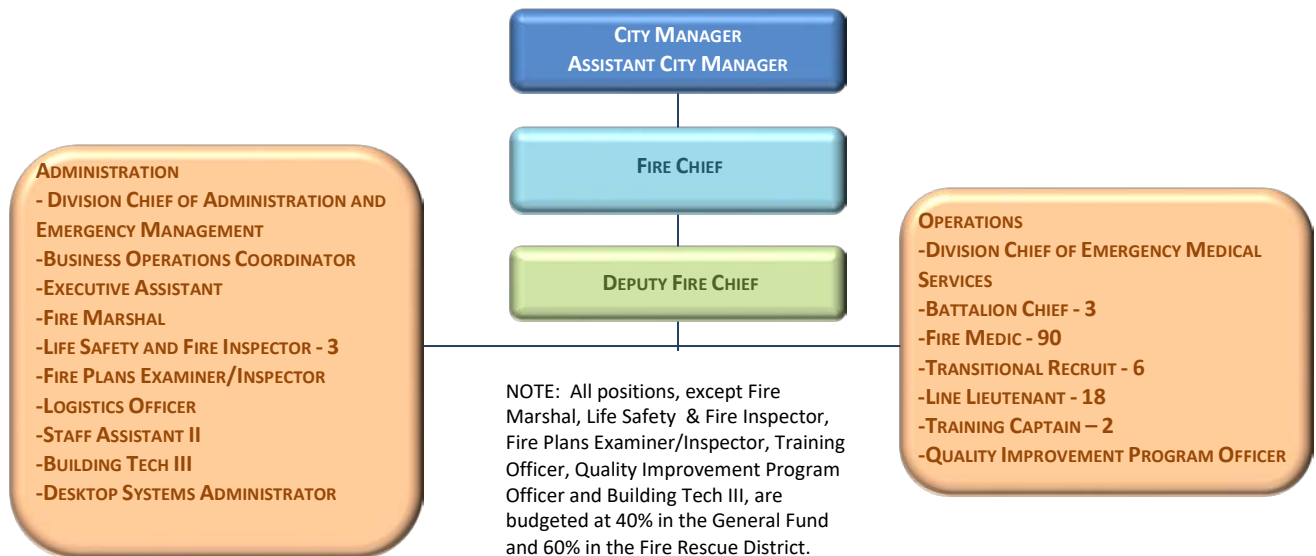 CITY MANAGER
ASSISTANT CITY MANAGER
FIRE CHIEF
DEPUTY FIRE CHIEF
ADMINISTRATION
- DIVISION CHIEF OF ADMINISTRATION AND
EMERGENCY MANAGEMENT
-BUSINESS OPERATIONS COORDINATOR
-EXECUTIVE ASSISTANT
-FIRE MARSHAL
-LIFE SAFETY AND FIRE INSPECTOR - 3
-FIRE PLANS EXAMINER/INSPECTOR
-LOGISTICS OFFICER
-STAFF ASSISTANT II
-BUILDING TECH III
-DESKTOP SYSTEMS ADMINISTRATOR
OPERATIONS
-DIVISION CHIEF OF EMERGENCY MEDICAL
SERVICES
-BATTALION CHIEF - 3
-FIRE MEDIC - 90
-TRANSITIONAL RECRUIT - 6
-LINE LIEUTENANT - 18
-TRAINING CAPTAIN – 2
-QUALITY IMPROVEMENT PROGRAM OFFICER
NOTE: All positions, except Fire
Marshal, Life Safety & Fire Inspector,
Fire Plans Examiner/Inspector, Training
Officer, Quality Improvement Program
Officer and Building Tech III, are
budgeted at 40% in the General Fund
and 60% in the Fire Rescue District.